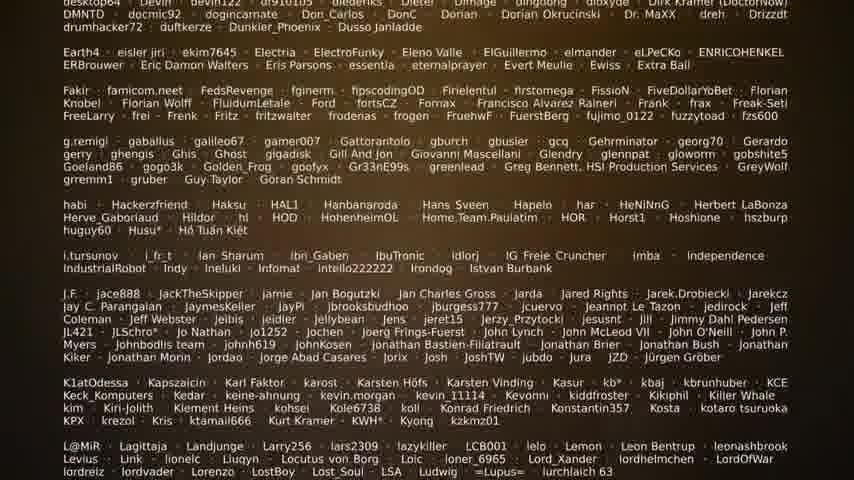 desktop64 · Devin · devin122 · df910105 · diederiks · Dieter · Dimage · dingbong · dioxyde · Dirk Kramer (DoctorNow)
DMNTD · docmic92 · dogincarnate · Don_Carlos · DonC · Dorian · Dorian Okrucinski · Dr. MaXX · dreh · Drizzdt
drumhacker72 · duftkerze · Dunkler_Phoenix · Dusso Janladde
Earth4 · eisler jiri · ekim7645 · Electria · ElectroFunky · Eleno Valle · ElGuillermo · elmander · eLPeCKo · ENRICOHENKEL
ERBrouwer · Eric Damon Walters · Eris Parsons · essentia · eternalprayer · Evert Meulie · Ewiss · Extra Ball
Fakir · famicom.neet · FedsRevenge · fginerm · fipscodingOD · Firielentul · firstomega · FissioN · FiveDollarYoBet · Florian
Knobel · Florian Wolff · FluidumLetale · Ford · fortsCZ · Fornax · Francisco Alvarez Raineri · Frank · frax · Freak-Seti
FreeLarry · frei · Frenk · Fritz · fritzwalter · frodenas · frogen · FruehwF · FuerstBerg · fujimo_0122 · fuzzytoad · fzs600
g.remigi · gaballus · galileo67 · gamer007 · Gattorantolo · gburch · gbusier · gcq · Gehrminator · georg70 · Gerardo
gerry · ghengis · Ghis · Ghost · gigadisk · Gill And Jon · Giovanni Mascellani · Glendry · glennpat · gloworm · gobshite5
Goeland86 · gogo3k · Golden_Frog · goofyx · Gr33nE99s · greenlead · Greg Bennett, HSI Production Services · GreyWolf
grremm1 · gruber · Guy Taylor · Göran Schmidt
habi · Hackerzfriend · Haksu · HAL1 · Hanbanaroda · Hans Sveen · Hapelo · har · HeNINnG · Herbert LaBonza
Herve_Gaboriaud · Hildor · hl · HOD · HohenheimOL · Home.Team.Paulatim · HOR · Horst1 · Hoshione · hszburp
huguy60 · Husu* · Hồ Tuấn Kiệt
i.tursunov · i_fr_t · Ian Sharum · Ibn_Gaben · IbuTronic · idlorj · IG Freie Cruncher · Imba · Independence
IndustrialRobot · Indy · Ineluki · Infomat · intello222222 · Irondog · Istvan Burbank
J.F. · jace888 · JackTheSkipper · jamie · Jan Bogutzki · Jan Charles Gross · Jarda · Jared Rights · Jarek.Drobiecki · Jarekcz
jay C. Parangalan · JaymesKeller · JayPi · jbrooksbudhoo · jburgess777 · jcuervo · Jeannot Le Tazon · jedirock · Jeff
Coleman · Jeff Webster · Jeibis · jeidler · Jellybean · Jens · jeret15 · Jerzy_Przytocki · jesusnt · Jill · Jimmy Dahl Pedersen
JL421 · JLSchro* · Jo Nathan · jo1252 · Jochen · Joerg Frings-Fuerst · John Lynch · John McLeod VII · John O'Neill · John P.
Myers · Johnbodlis team · johnh619 · JohnKosen · Jonathan Bastien-Filiatrault · Jonathan Brier · Jonathan Bush · Jonathan
Kiker · Jonathan Morin · Jordao · Jorge Abad Casares · Jorix · Josh · JoshTW · jubdo · Jura · JZD · Jürgen Gröber
K1atOdessa · Kapszaicin · Karl Faktor · karost · Karsten Höfs · Karsten Vinding · Kasur · kb* · kbaj · kbrunhuber · KCE
Keck_Komputers · Kedar · keine-ahnung · kevin.morgan · kevin_11114 · Kevonni · kiddfroster · Kikiphil · Killer Whale
kim · Kiri-Jolith · Klement Heins · kohsei · Kole6738 · koli · Konrad Friedrich · Konstantin357 · Kosta · kotaro tsuruoka
KPX · krezol · Kris · ktamail666 · Kurt Kramer · KWH* · Kyong · kzkmz01
L@MiR · Lagittaja · Landjunge · Larry256 · lars2309 · lazykiller · LCB001 · lelo · Lemon · Leon Bentrup · leonashbrook
Levius · Link · lionelc · Liuqyn · Locutus von Borg · Loic · loner_6965 · Lord_Xander · lordhelmchen · LordOfWar
lordreiz · lordvader · Lorenzo · LostBoy · Lost_Soul · LSA · Ludwig · =Lupus= · lurchlaich 63